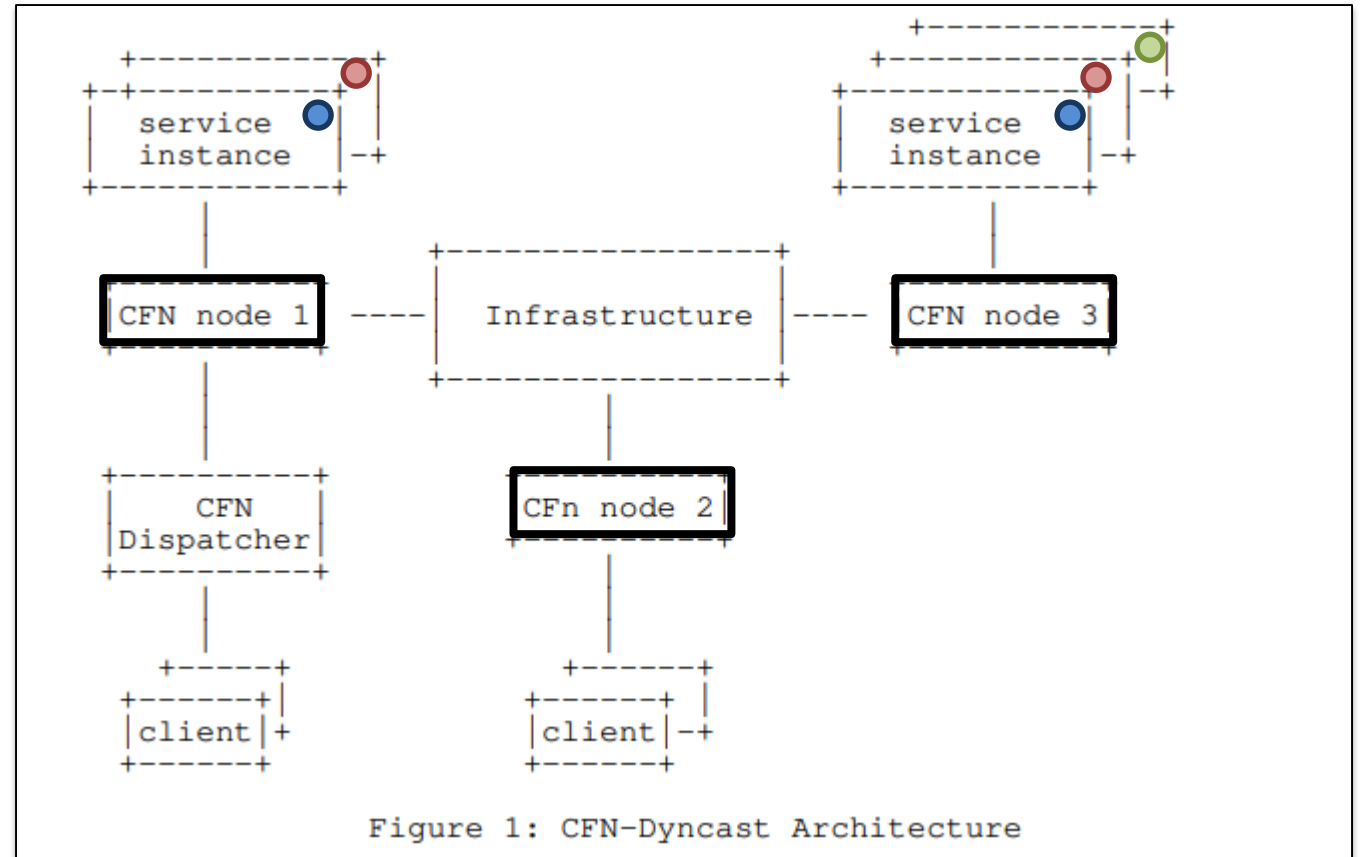 service
instance
service
instance
CFN node 1
Infrastructure
CFN node 3
CFN
Dispatcher
CFn node 2
client
client
Figure 1: CFN-Dyncast Architecture